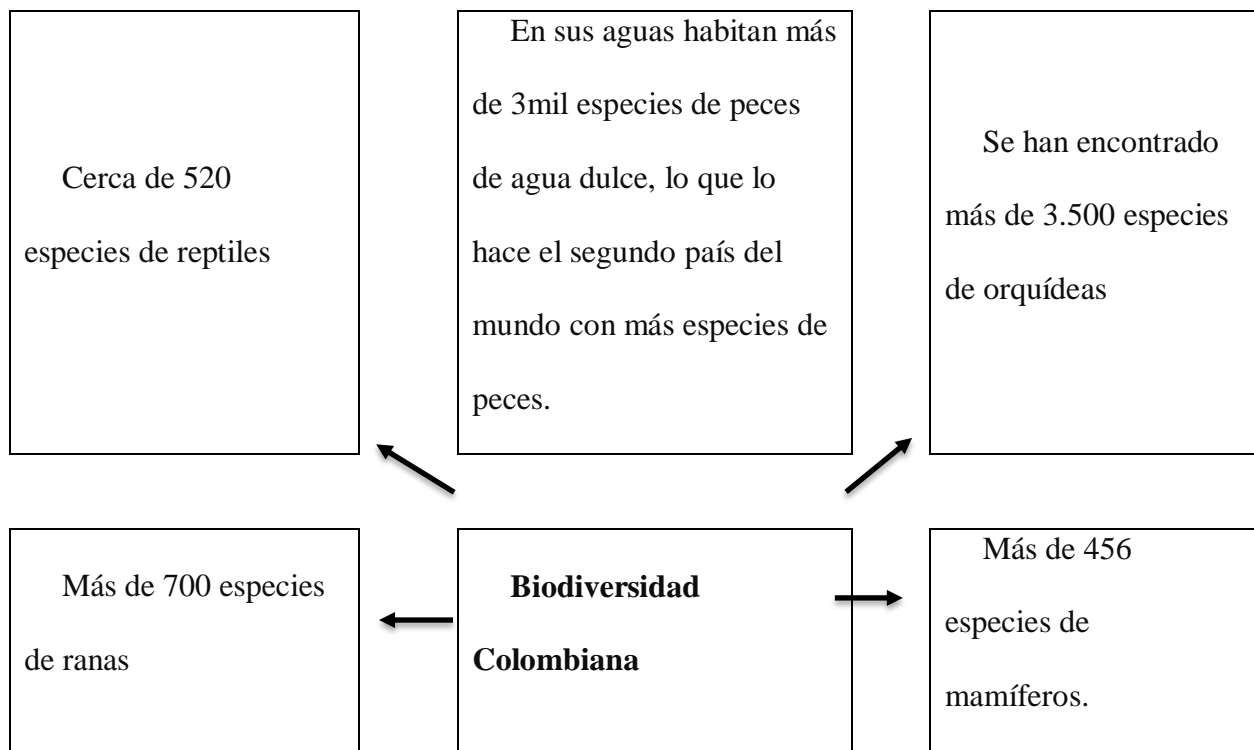 Cerca de 520
especies de reptiles
En sus aguas habitan más
de 3mil especies de peces
de agua dulce, lo que lo
hace el segundo país del
mundo con más especies de
peces.
Se han encontrado
más de 3.500 especies
de orquídeas
Más de 700 especies
de ranas
Biodiversidad
Colombiana
Más de 456
especies de
mamíferos.